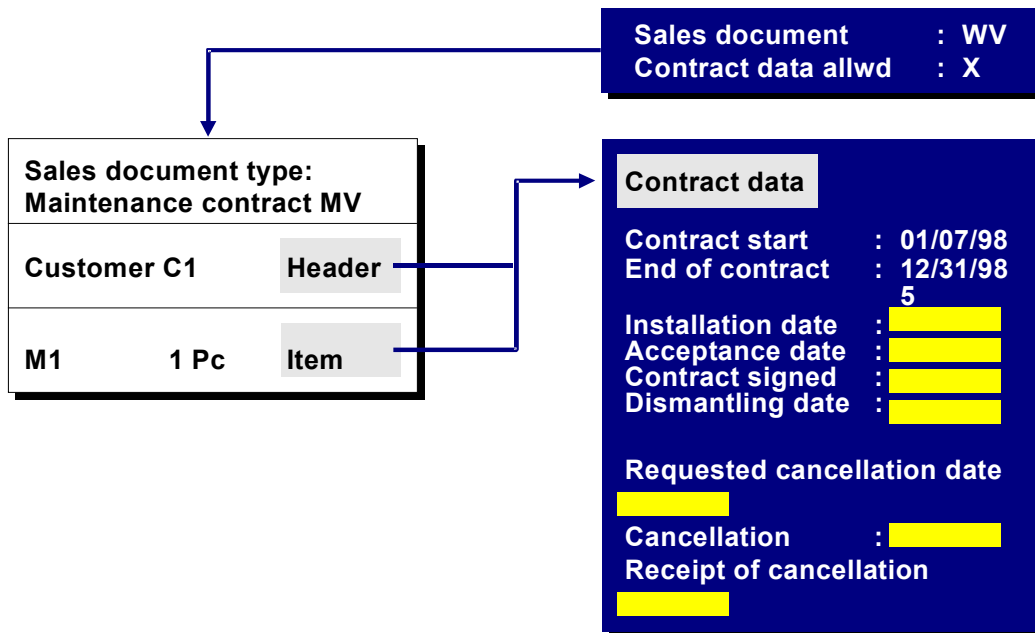 Sales document : WV
Contract data allwd : X
Sales document type:
Maintenance contract MV
Customer C1 Header
M1 1 Pc Item
Contract data
Contract start : 01/07/98
End of contract : 12/31/98
5
Installation date :
Acceptance date :
Contract signed :
Dismantling date :
Requested cancellation date
Cancellation :
Receipt of cancellation